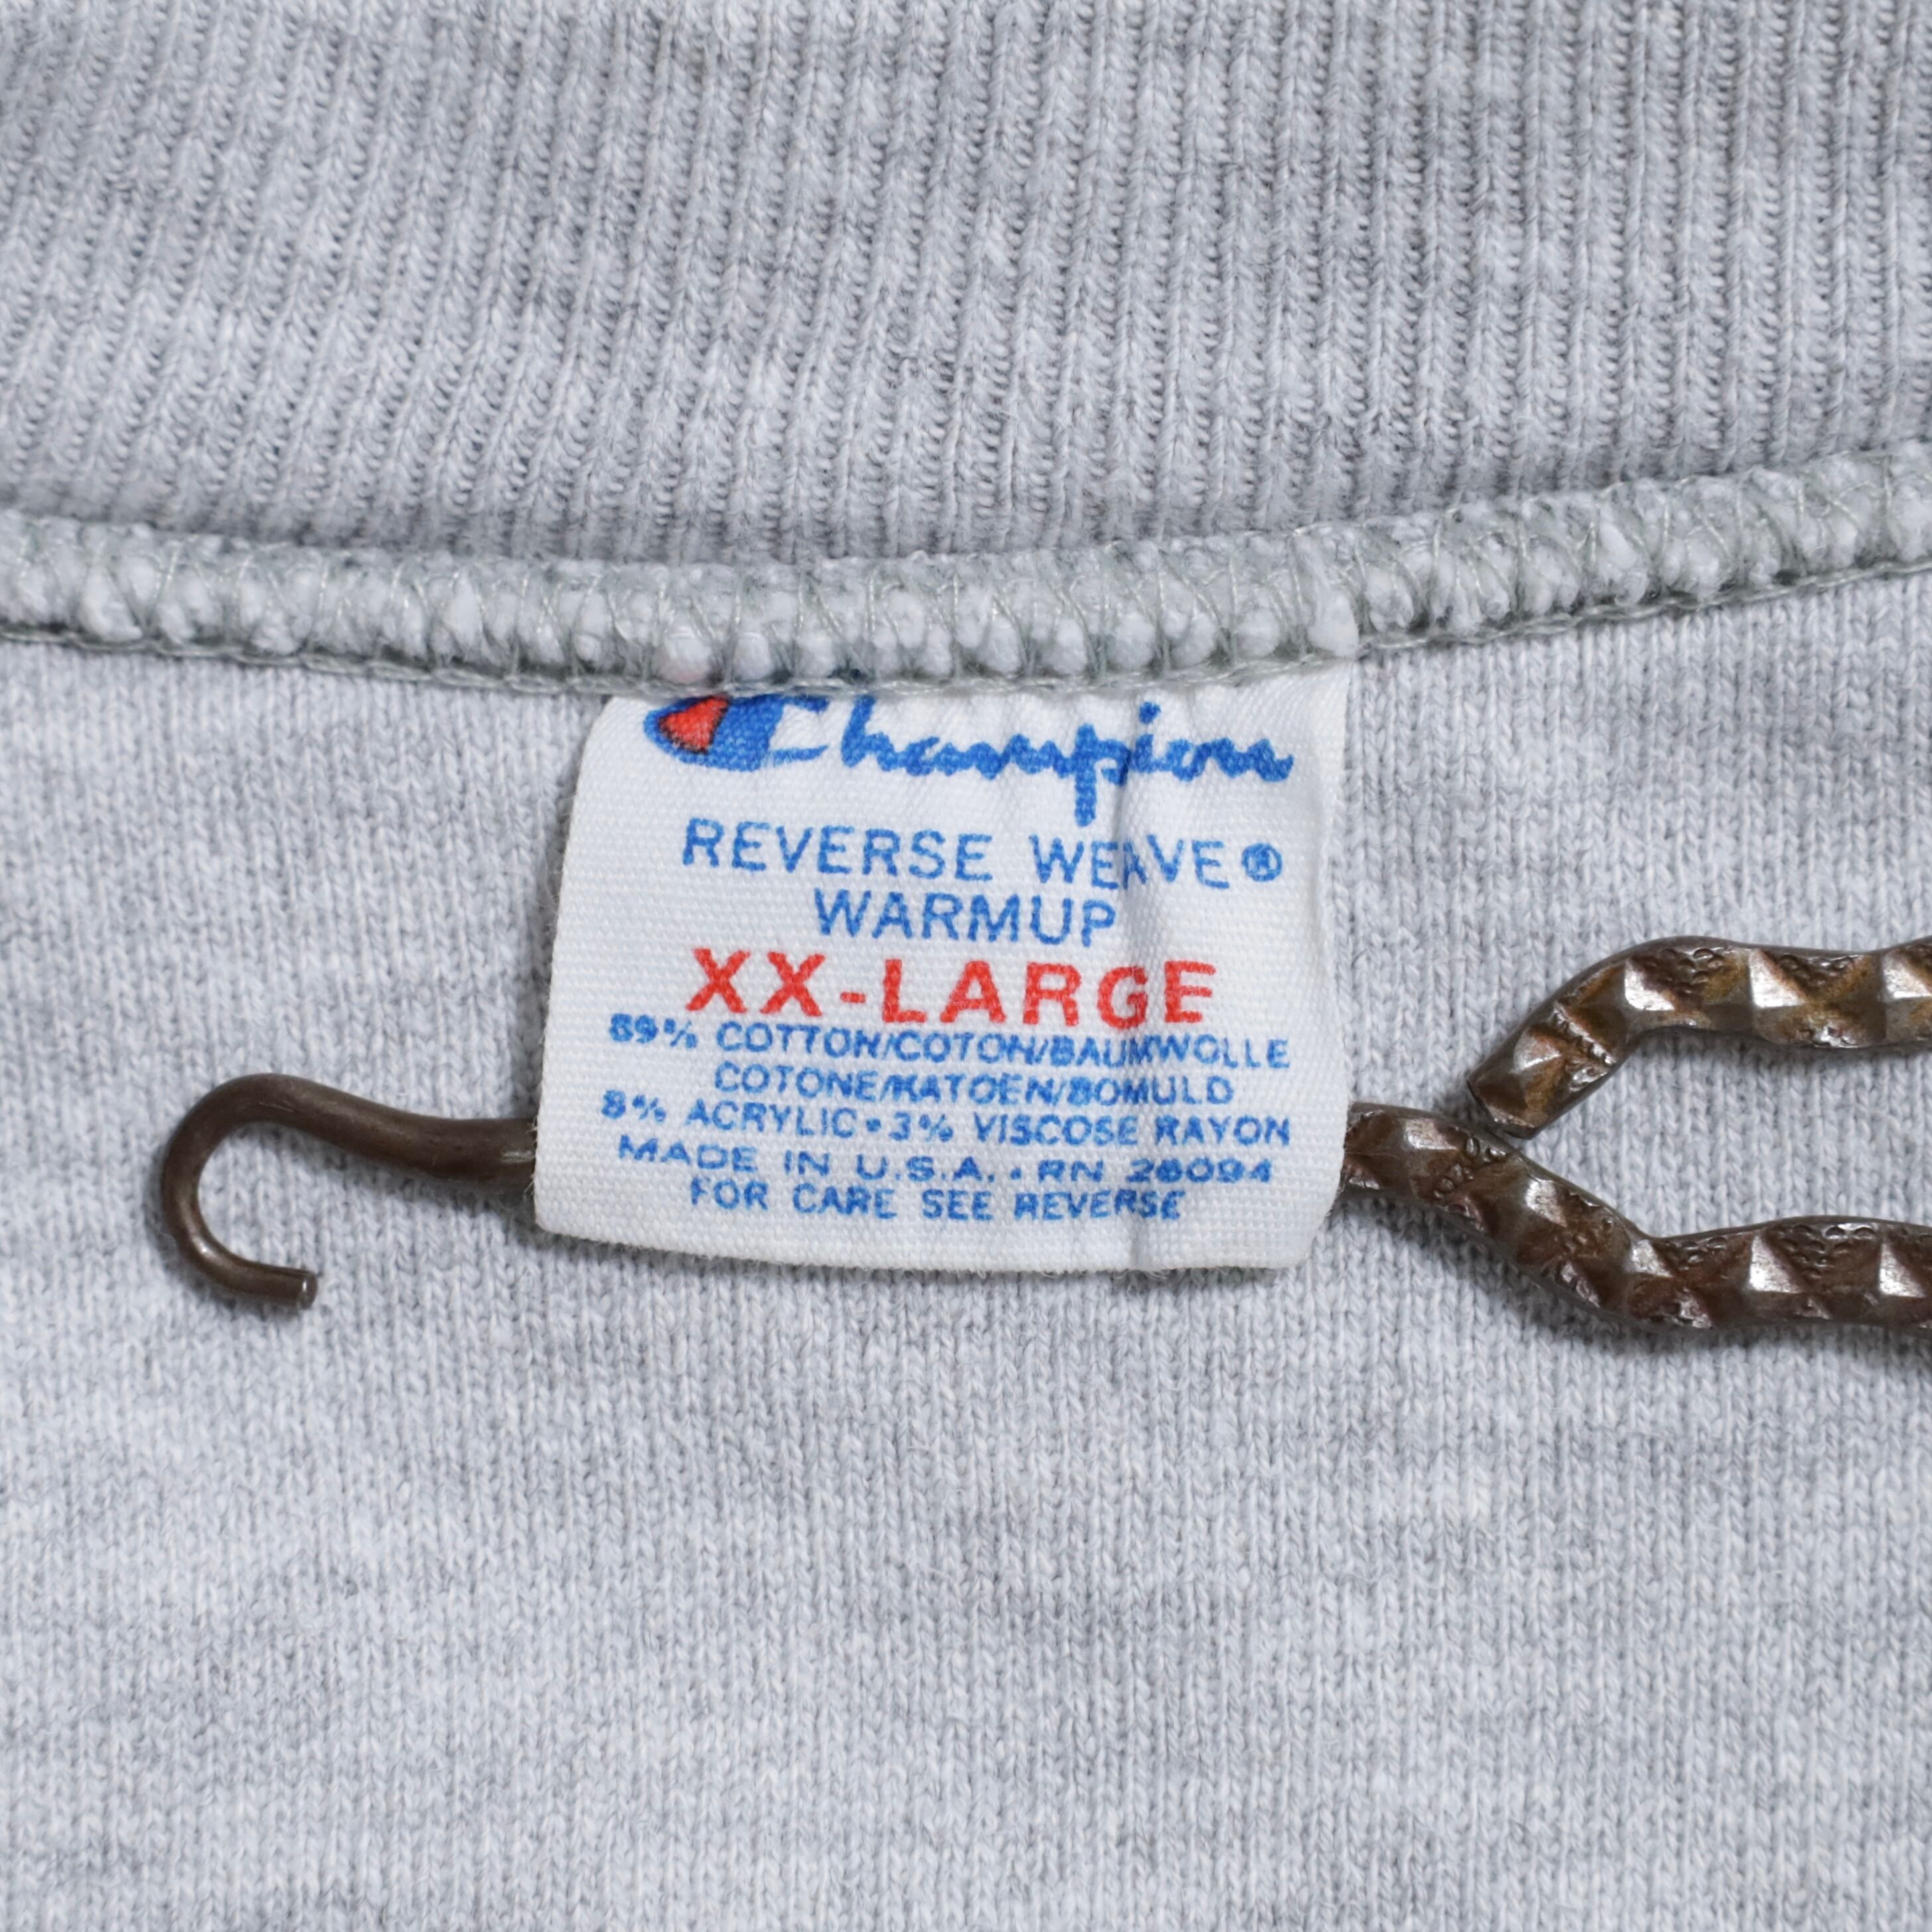 Champion
REVERSE WEAVE®
WARMUP
XX-LARGE
89% COTTON/COTON/BAUMWOLLE
COTONE/KATOEN/BOMULD
8% ACRYLIC•3% VISCOSE RAYON
MADE IN U.S.A.•RN 26094
FOR CARE SEE REVERSE